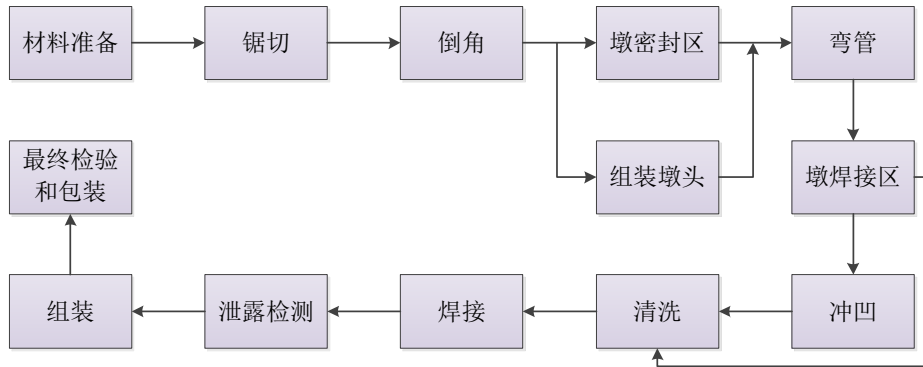 材料准备
锯切
倒角
墩密封区
弯管
最终检验
和包装
组装墩头
墩焊接区
组装
泄露检测
焊接
清洗
冲凹